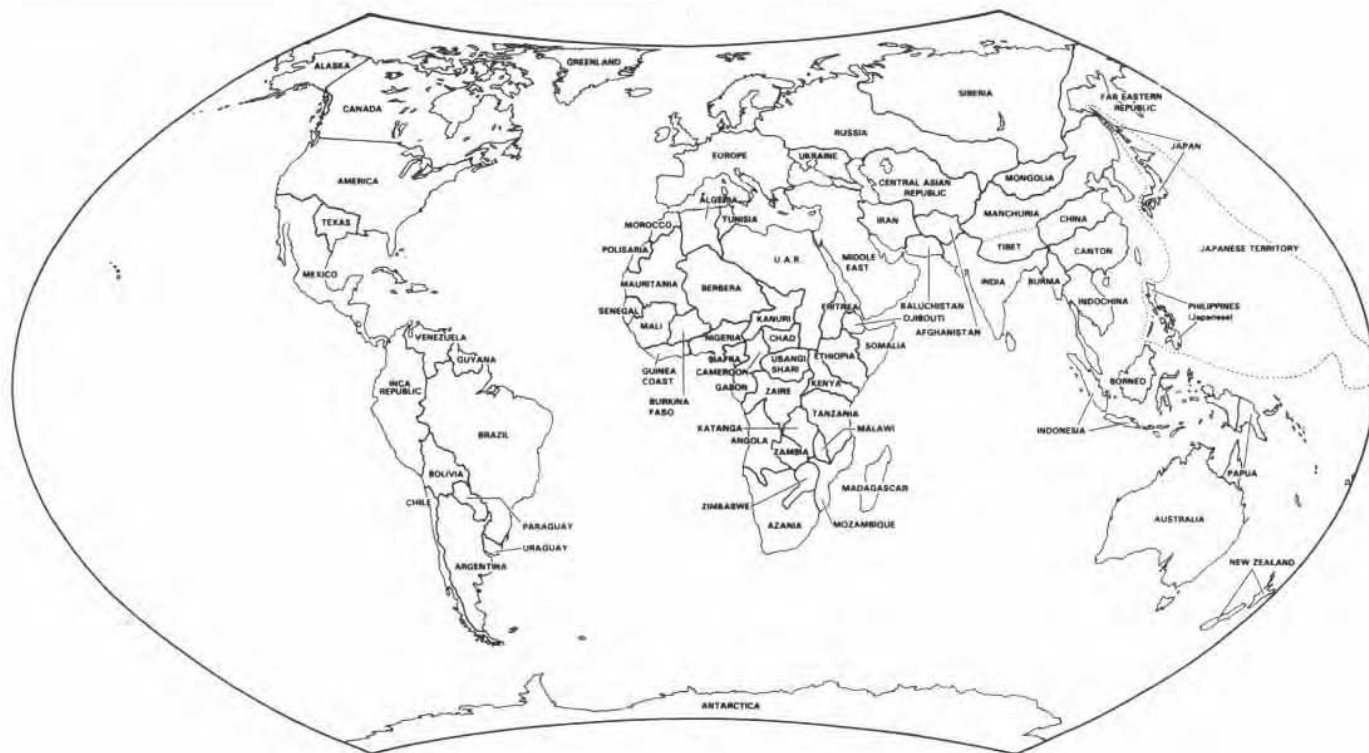 ALASKA
GREENLAND
CANADA
SIBERIA
FAR EASTERN
REPUBLIC
RUSSIA
JAPAN
EUROPE
UKRAINE
AMERICA
CENTRAL ASIAN
REPUBLIC
MONGOLIA
ALGERIA
TEXAS
MOROCCO
TUNISIA
IRAN
MANCHURIA
CHINA
POLISARIA
TIBET
CANTON
JAPANESE TERRITORY
U.A.R.
MIDDLE
EAST
MEXICO
MAURITANIA
BERBERA
INDIA
BURMA
PHILIPPINES
(Japanese)
INDOCHINA
SENEGAL
ERITREA
BALUCHISTAN
DJIBOUTI
AFGHANISTAN
MALI
KANURI
VENEZUELA
NIGERIA
CHAD
SOMALIA
GUYANA
BIAFRA
UBANGI
SHARI
ETHIOPIA
GUINEA
COAST
CAMEROON
INCA
REPUBLIC
GABON
ZAIRE
KENYA
BORNEO
BURKINA
FASO
TANZANIA
KATANGA
MALAWI
INDONESIA
BRAZIL
ANGOLA
ZAMBIA
BOLIVIA
PAPUA
MADAGASCAR
CHILE
ZIMBABWE
AUSTRALIA
PARAGUAY
AZANIA
MOZAMBIQUE
URAGUAY
ARGENTINA
NEW ZEALAND
ANTARCTICA